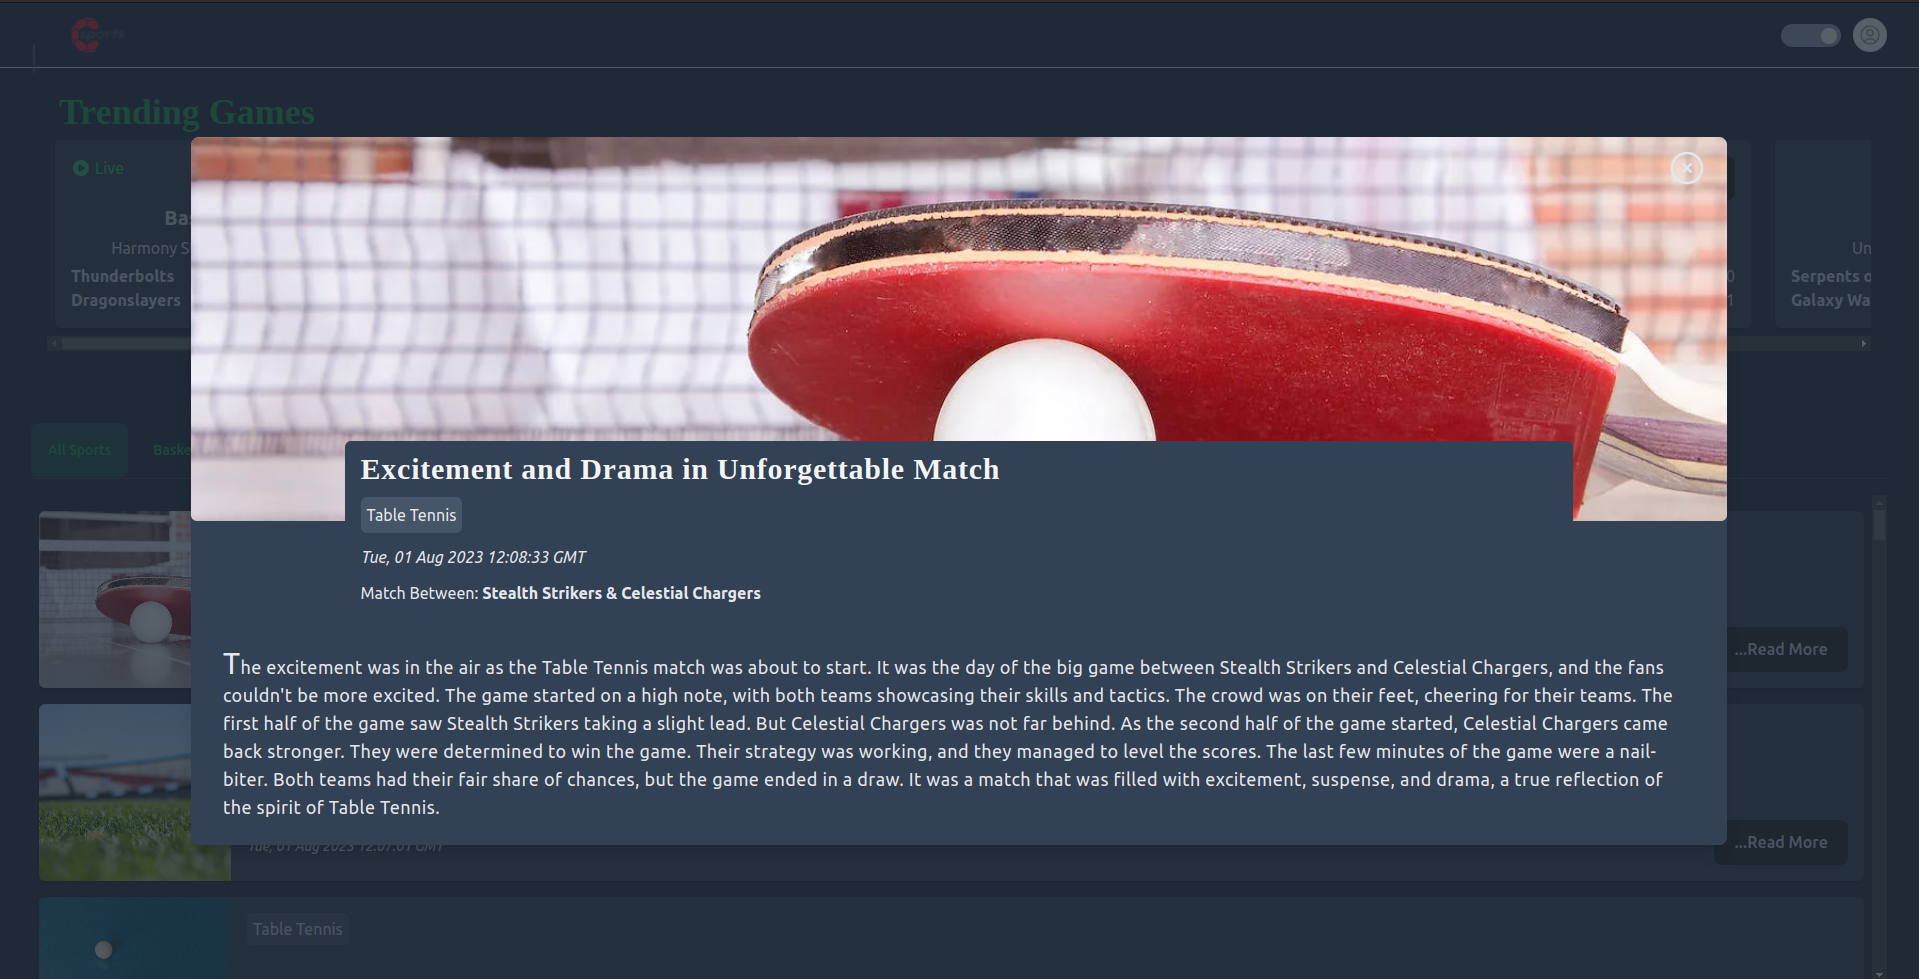 sports
Trending Games
Live
Bas
Harmony S
Thunderbolts
Dragonslayers
0
1
Un
Serpents o
Galaxy Wa
All Sports
Baske
Excitement and Drama in Unforgettable Match
Table Tennis
Tue, 01 Aug 2023 12:08:33 GMT
Match Between: Stealth Strikers & Celestial Chargers
The excitement was in the air as the Table Tennis match was about to start. It was the day of the big game between Stealth Strikers and Celestial Chargers, and the fans
couldn't be more excited. The game started on a high note, with both teams showcasing their skills and tactics. The crowd was on their feet, cheering for their teams. The
first half of the game saw Stealth Strikers taking a slight lead. But Celestial Chargers was not far behind. As the second half of the game started, Celestial Chargers came
back stronger. They were determined to win the game. Their strategy was working, and they managed to level the scores. The last few minutes of the game were a nail-
biter. Both teams had their fair share of chances, but the game ended in a draw. It was a match that was filled with excitement, suspense, and drama, a true reflection of
the spirit of Table Tennis.
...Read More
Tue, 01 Aug 2023 12:07:01 GMT
...Read More
Table Tennis